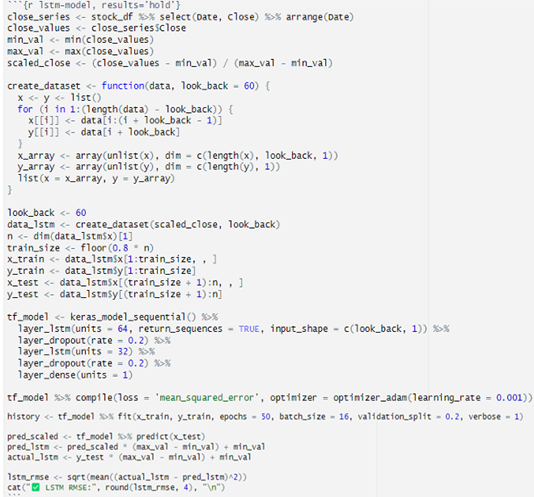 ```{r lstm-model, results='hold'}
close_series <- stock_df %>% select(Date, Close) %>% arrange(Date)
close_values <- close_series$Close
min_val <- min(close_values)
max_val <- max(close_values)
scaled_close <- (close_values - min_val) / (max_val - min_val)
create_dataset <- function(data, look_back = 60) {
x <- y <- list()
for (i in 1:(length(data) - look_back)) {
x[[i]] <- data[i:(i + look_back - 1)]
y[[i]] <- data[i + look_back]
}
x_array <- array(unlist(x), dim = c(length(x), look_back, 1))
y_array <- array(unlist(y), dim = c(length(y), 1))
list(x = x_array, y = y_array)
}
look_back <- 60
data_lstm <- create_dataset(scaled_close, look_back)
n <- dim(data_lstm$x)[1]
train_size <- floor(0.8 * n)
x_train <- data_lstm$x[1:train_size, , ]
y_train <- data_lstm$y[1:train_size]
x_test <- data_lstm$x[(train_size + 1):n, , ]
y_test <- data_lstm$y[(train_size + 1):n]
tf_model <- keras_model_sequential() %>%
layer_lstm(units = 64, return_sequences = TRUE, input_shape = c(look_back, 1)) %>%
layer_dropout(rate = 0.2) %>%
layer_lstm(units = 32) %>%
layer_dropout(rate = 0.2) %>%
layer_dense(units = 1)
tf_model %>% compile(loss = 'mean_squared_error', optimizer = optimizer_adam(learning_rate = 0.001))
history <- tf_model %>% fit(x_train, y_train, epochs = 50, batch_size = 16, validation_split = 0.2, verbose = 1)
pred_scaled <- tf_model %>% predict(x_test)
pred_lstm <- pred_scaled * (max_val - min_val) + min_val
actual_lstm <- y_test * (max_val - min_val) + min_val
lstm_rmse <- sqrt(mean((actual_lstm - pred_lstm)^2))
cat("✅ LSTM RMSE:", round(lstm_rmse, 4), "\n")
```